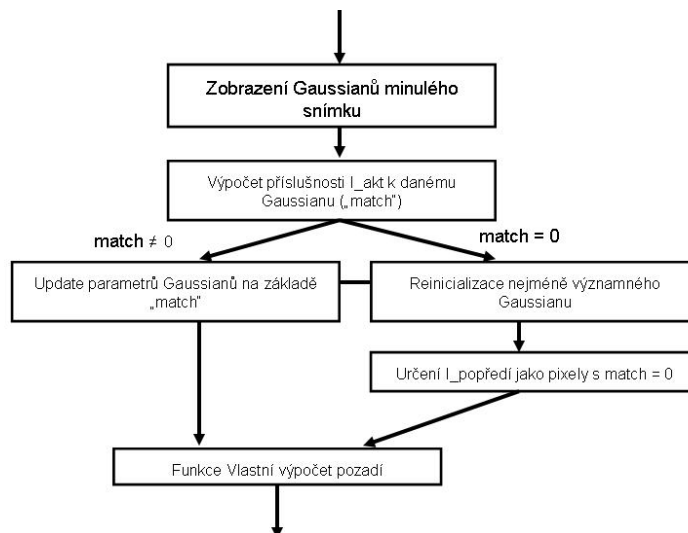 Zobrazení Gaussianů minulého
snímku
Výpočet příslušnosti I_akt k danému
Gaussianu („match")
match ≠ 0
match = 0
Update parametrů Gaussianů na základě
„match"
Reinicializace nejméně významného
Gaussianu
Určení I_popředí jako pixely s match = 0
Funkce Vlastní výpočet pozadí